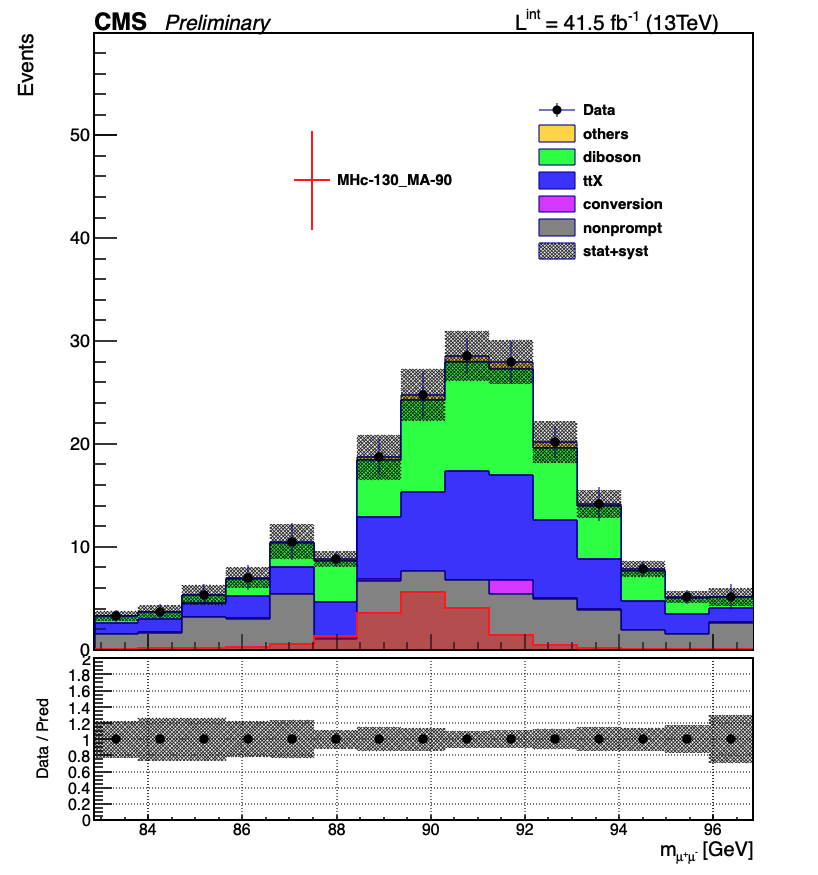 CMS Preliminary L^int = 41.5 fb^-1 (13TeV)
Events
Data
others
diboson
ttX
conversion
nonprompt
stat+syst
MHc-130_MA-90
50
40
30
20
10
0
Data / Pred
2
1.8
1.6
1.4
1.2
1
0.8
0.6
0.4
0.2
0
84 86 88 90 92 94 96
m_μ+μ- [GeV]